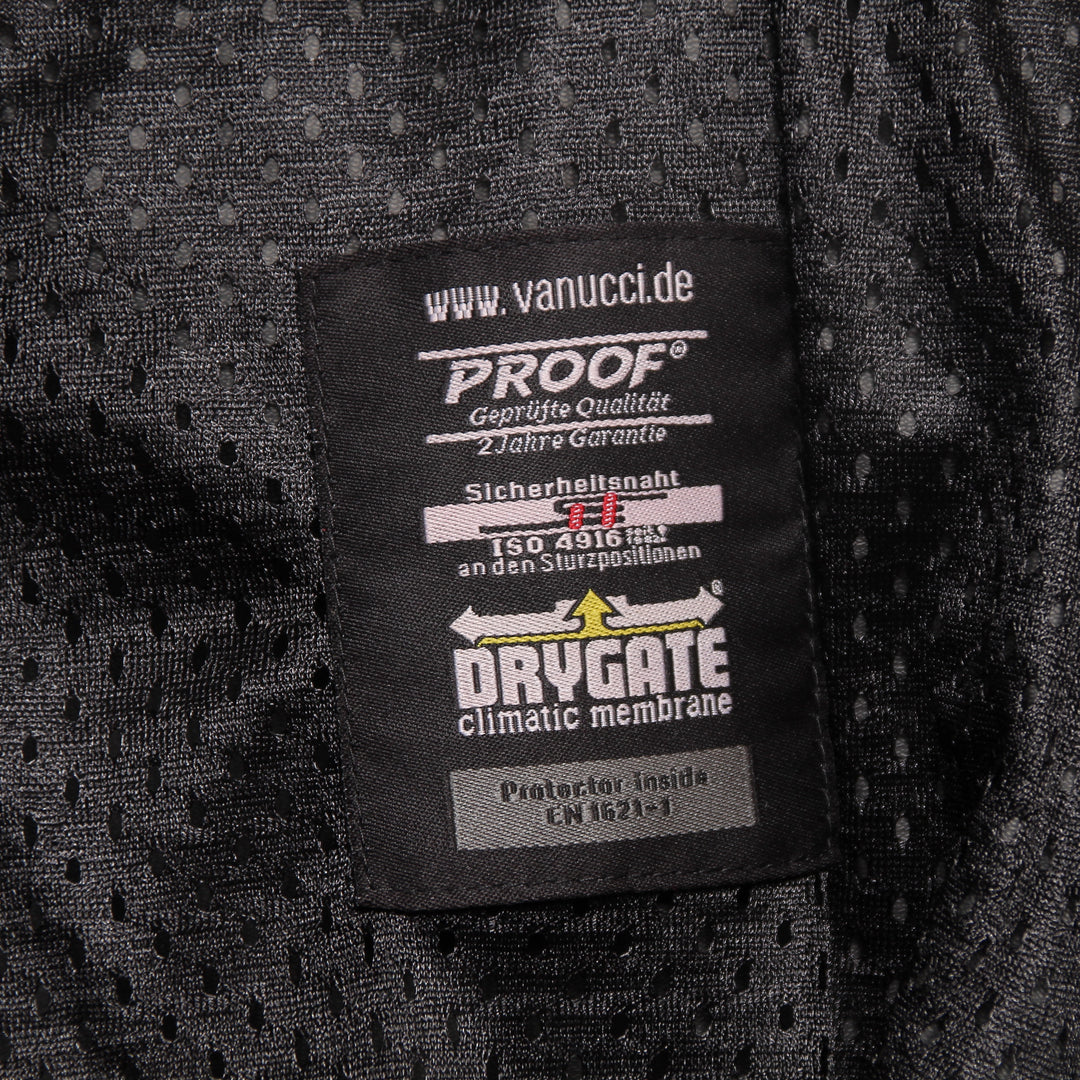 www.vanucci.de
PROOF®
Geprüfte Qualität
2 Jahre Garantie
Sicherheitsnaht
ISO 4916
an den Sturzpositionen
®
DRYGATE
climatic membrane
Protector inside
EN 1621-1